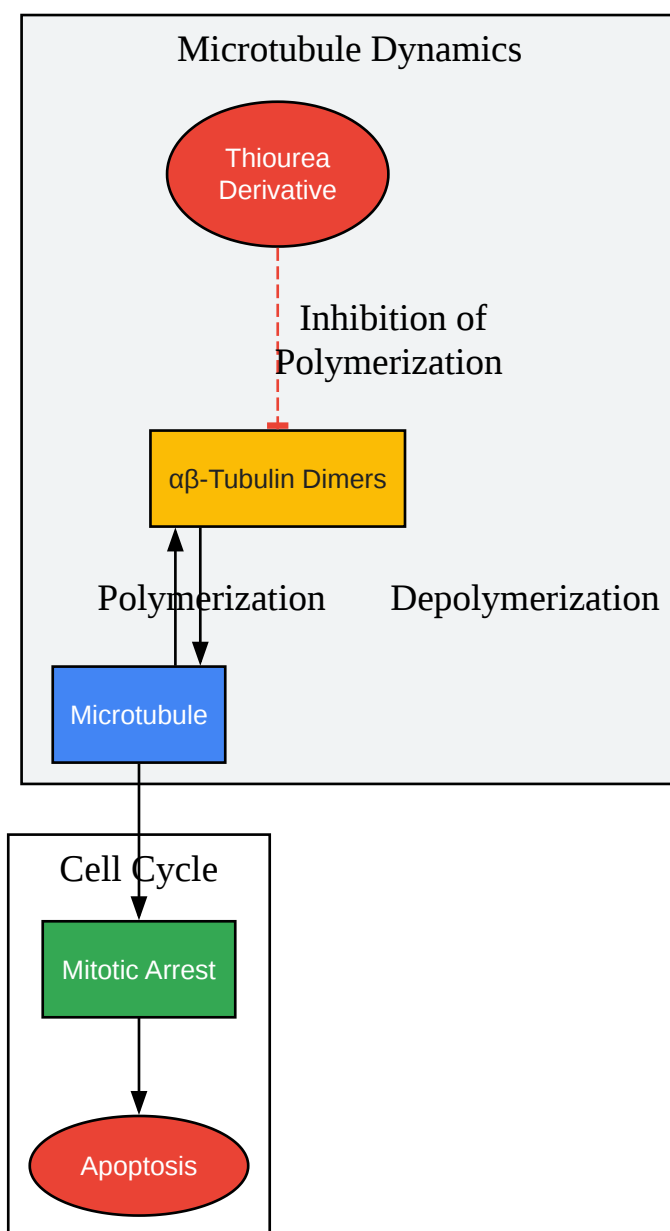 Microtubule Dynamics
Thiourea
Derivative
Inhibition of
Polymerization
αβ-Tubulin Dimers
Polymerization
Depolymerization
Microtubule
Cell Cycle
Mitotic Arrest
Apoptosis